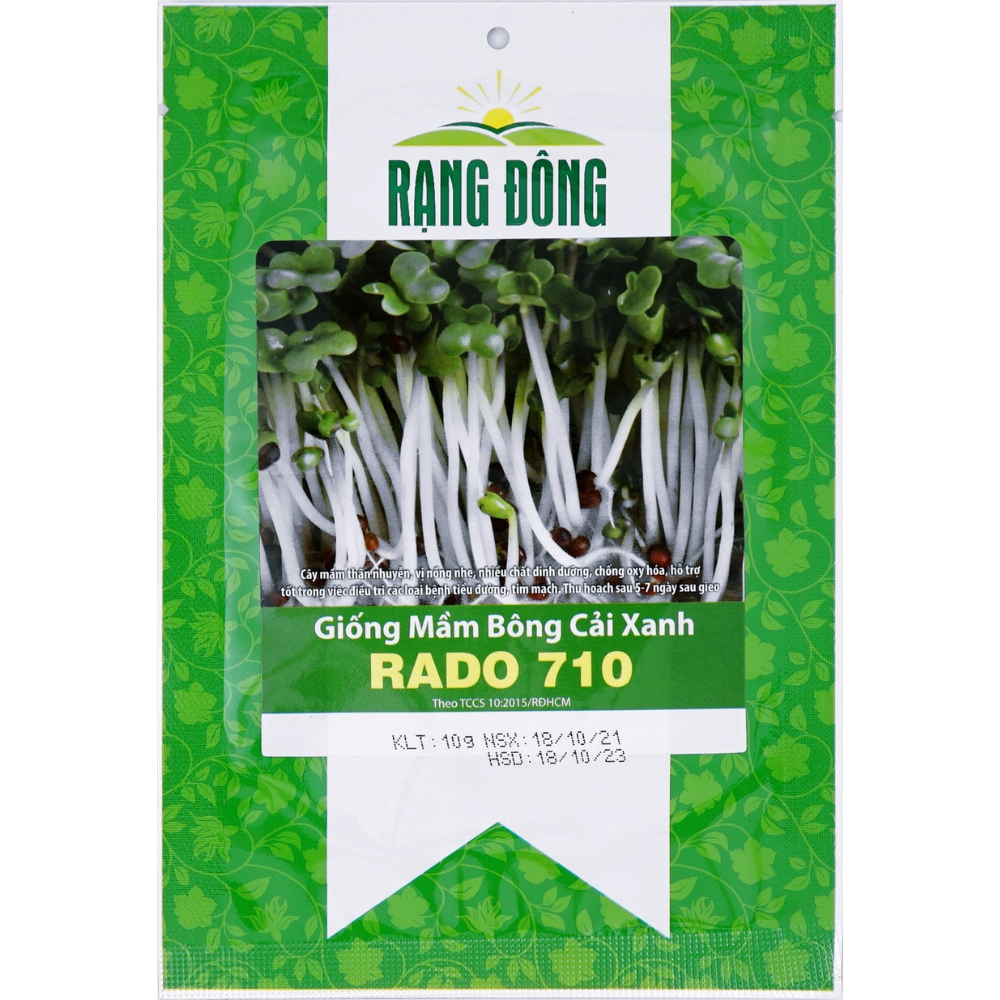 RẠNG ĐÔNG
Cây mầm thân nhuyễn, vị nồng nhẹ, nhiều chất dinh dưỡng, chống oxy hóa, hỗ trợ
tốt trong việc điều trị các loại bệnh tiểu đường, tim mạch. Thu hoạch sau 5-7 ngày sau gieo
Giống Mầm Bông Cải Xanh
RADO 710
Theo TCCS 10:2015/RĐHCM
KLT: 10g NSX: 18/10/21
HSD: 18/10/23